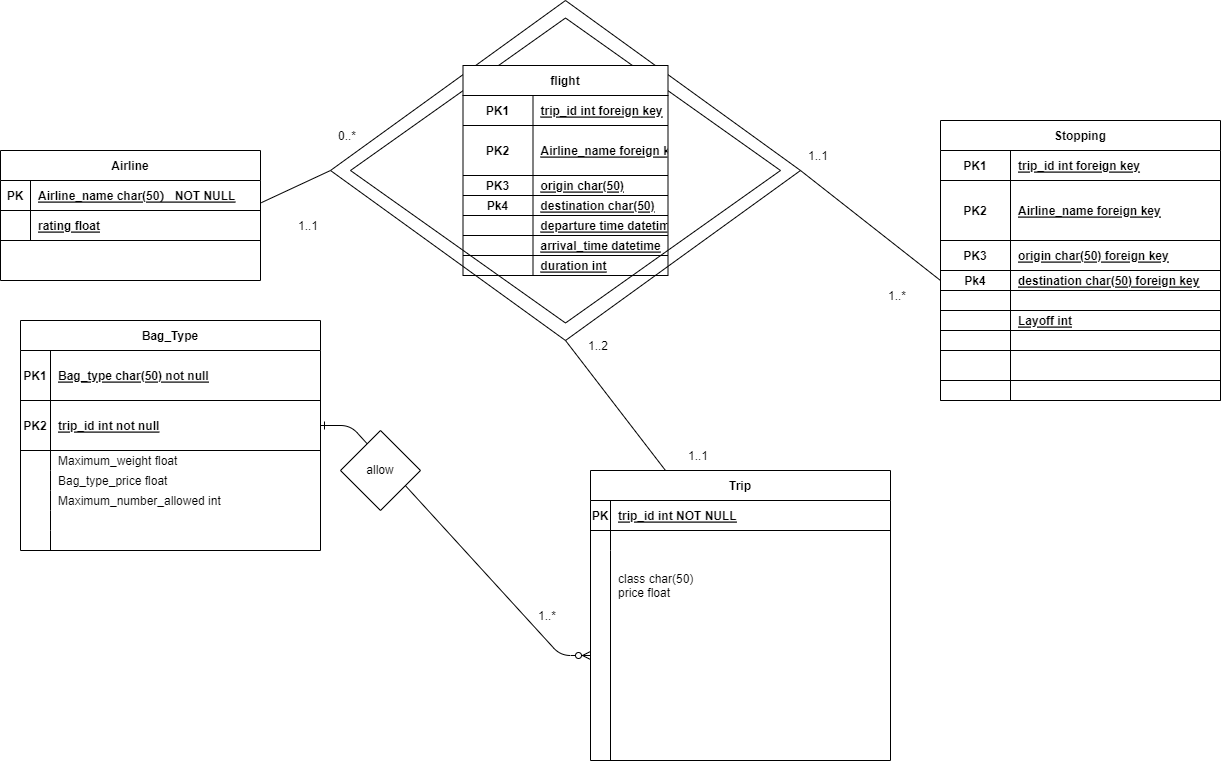 flight
PK1 trip_id int foreign key
PK2 Airline_name foreign k
PK3 origin char(50)
Pk4 destination char(50)
departure time datetim
arrival_time datetime
duration int
0..*
1..1
1..1
1..*
1..2
1..1
Airline
PK Airline_name char(50) NOT NULL
rating float
Stopping
PK1 trip_id int foreign key
PK2 Airline_name foreign key
PK3 origin char(50) foreign key
Pk4 destination char(50) foreign key
Layoff int
Bag_Type
PK1 Bag_type char(50) not null
PK2 trip_id int not null
Maximum_weight float
Bag_type_price float
Maximum_number_allowed int
allow
1..*
Trip
PK trip_id int NOT NULL
class char(50)
price float